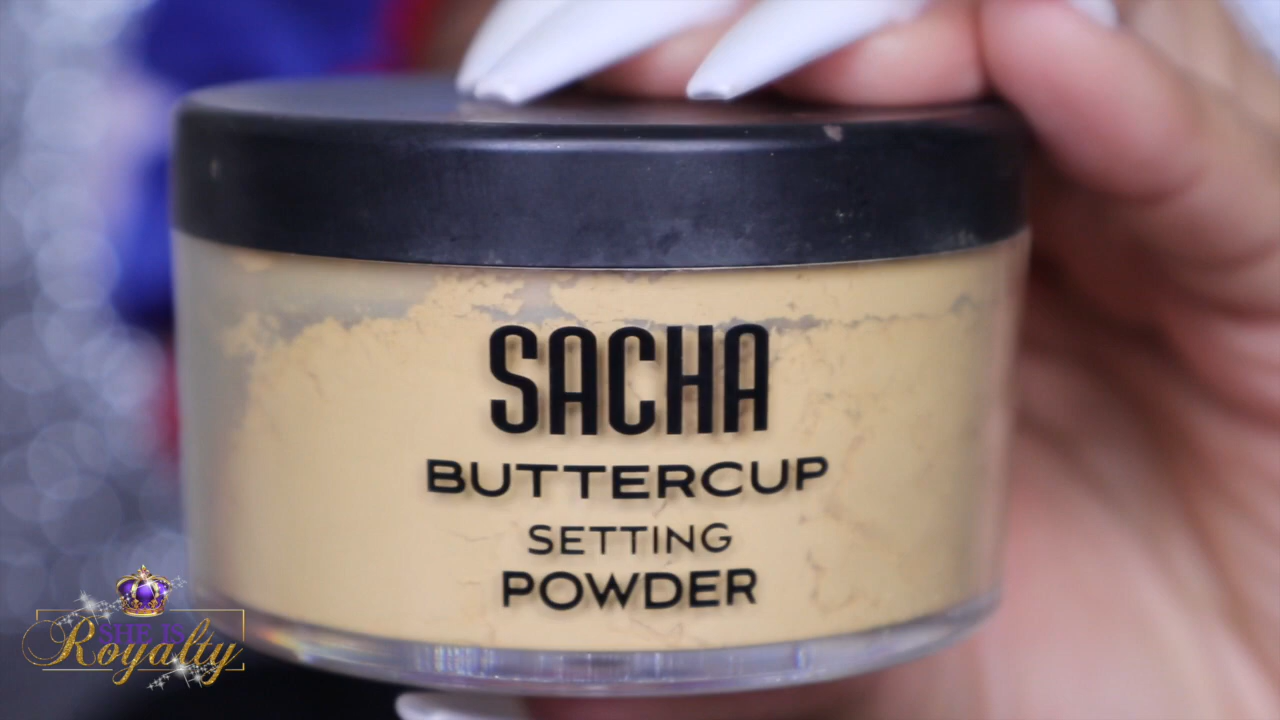 SACHA
BUTTERCUP
SETTING
POWDER
SHE IS
Royalty